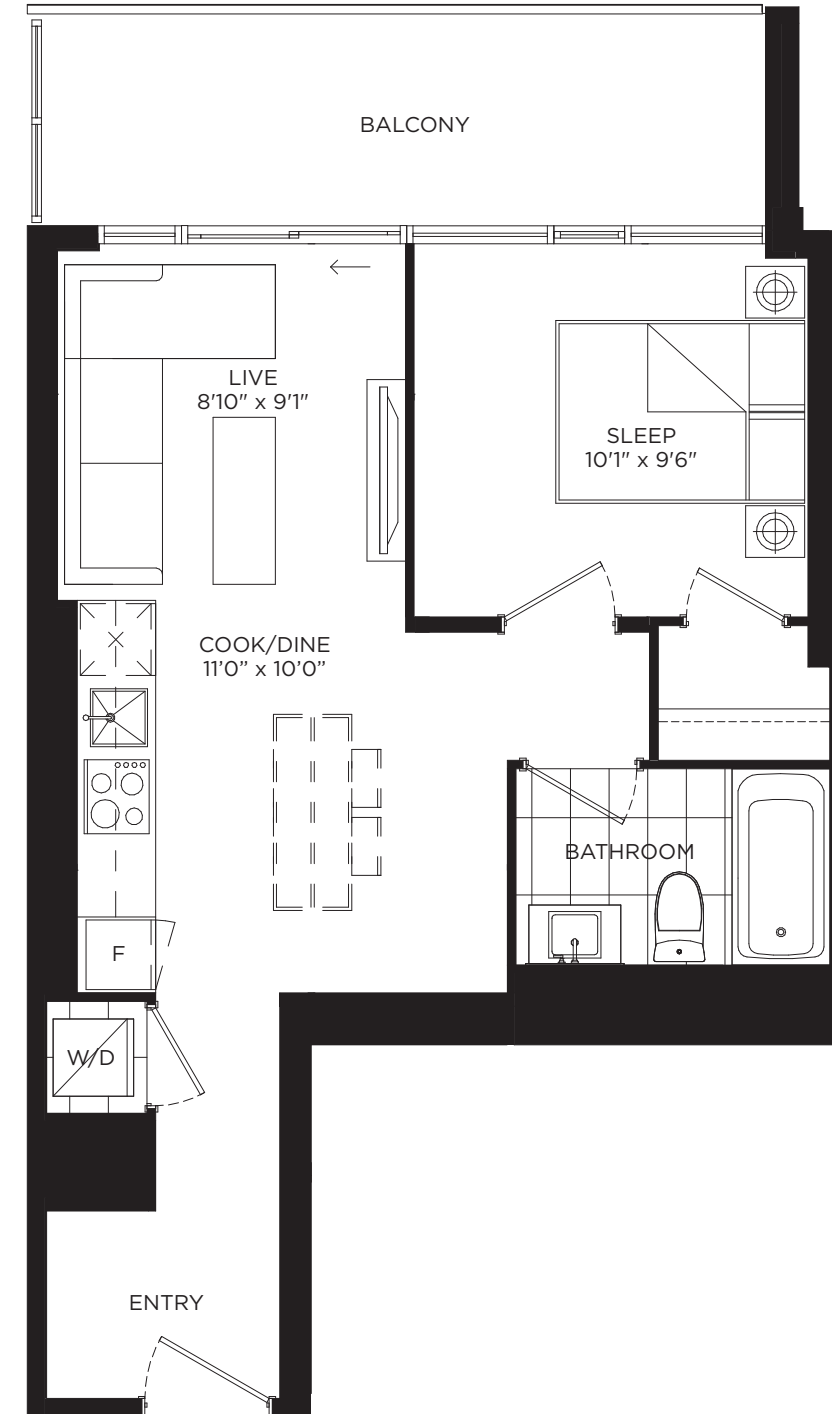 BALCONY
LIVE
8'10" x 9'1"
SLEEP
10'1" x 9'6"
COOK/DINE
11'0” x 10’0”
BATHROOM
F
W/D
ENTRY